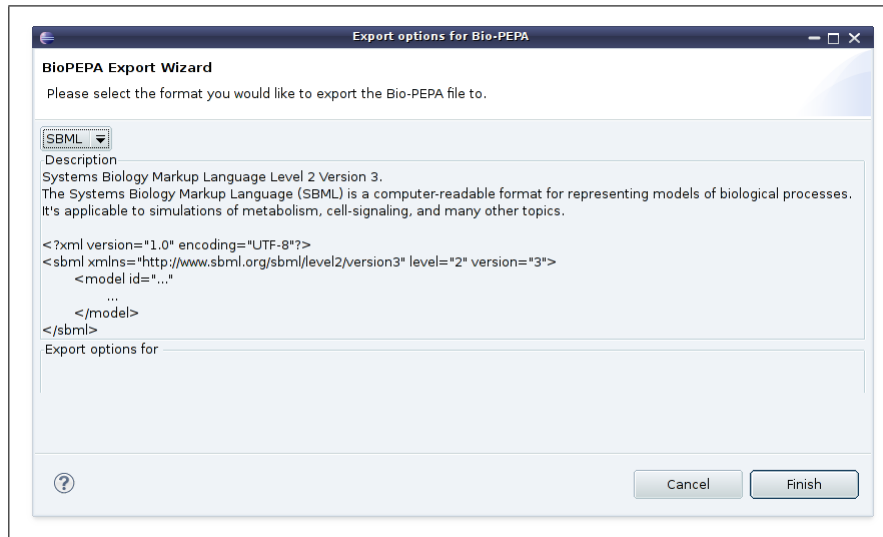 Export options for Bio-PEPA
BioPEPA Export Wizard
Please select the format you would like to export the Bio-PEPA file to.
SBML
Description
Systems Biology Markup Language Level 2 Version 3.
The Systems Biology Markup Language (SBML) is a computer-readable format for representing models of biological processes.
It's applicable to simulations of metabolism, cell-signaling, and many other topics.
<?xml version="1.0" encoding="UTF-8"?>
<sbml xmlns="http://www.sbml.org/sbml/level2/version3" level="2" version="3">
<model id="..."
...
</model>
</sbml>
Export options for
?
Cancel Finish